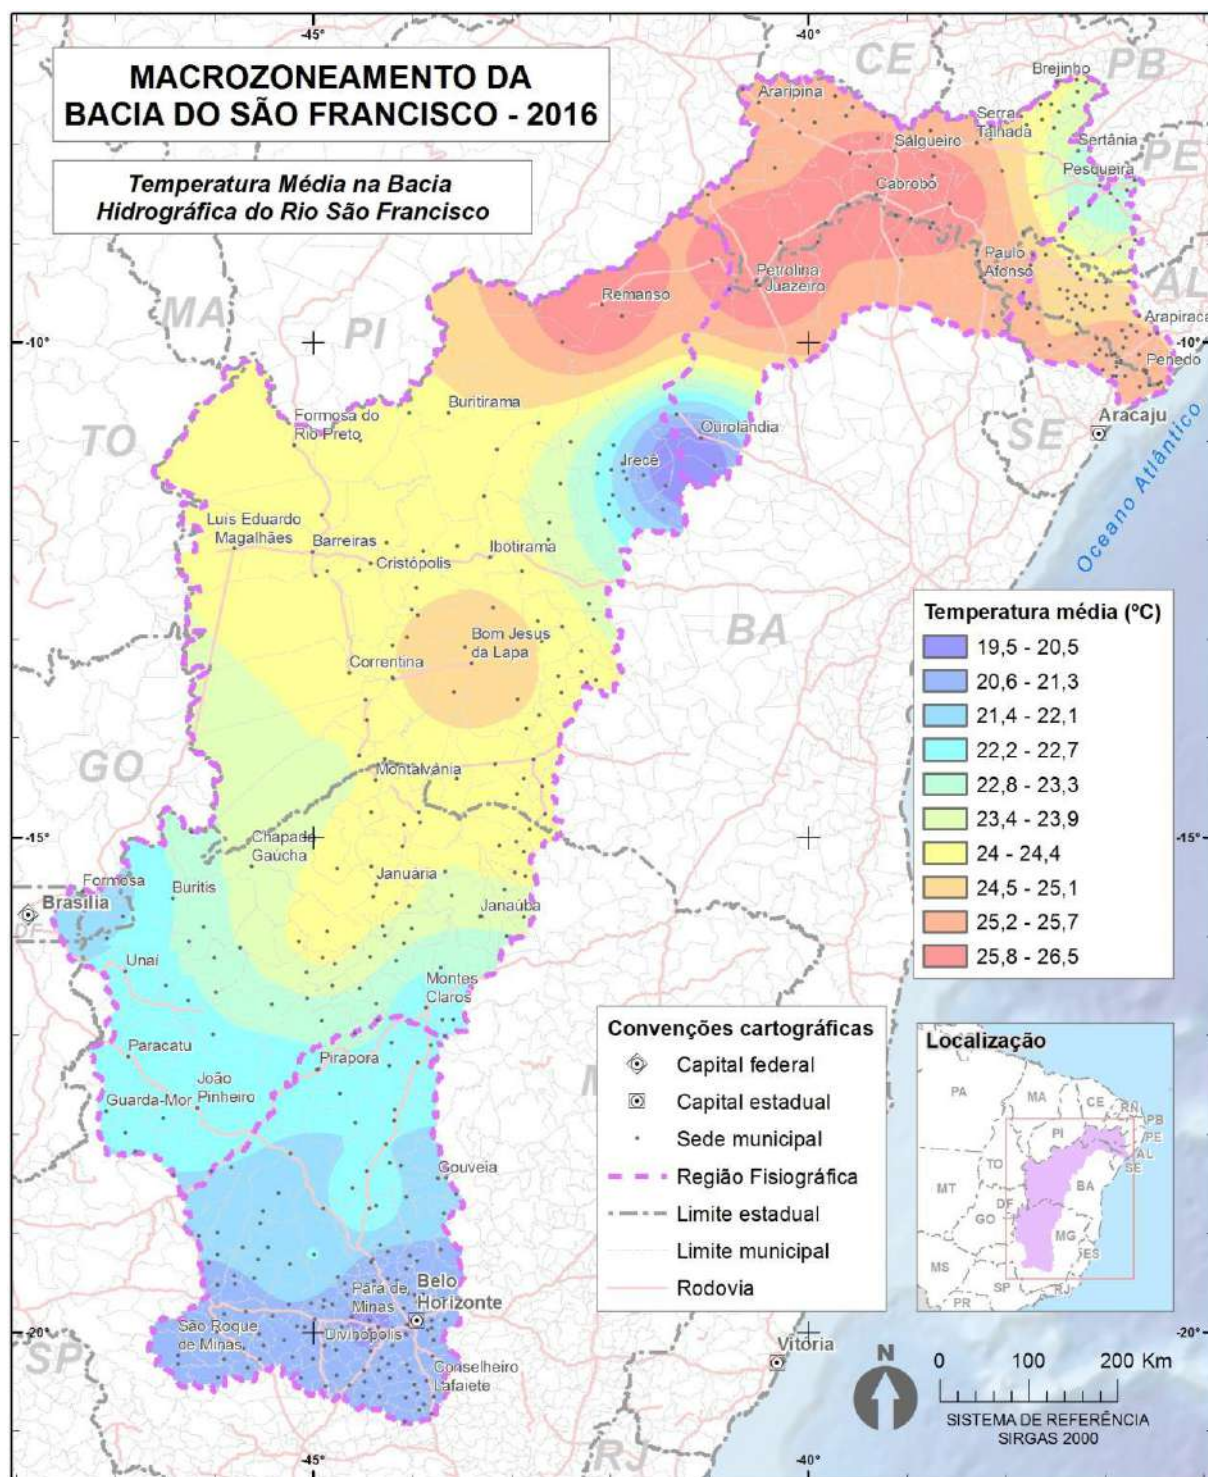 -45°
-40°
MACROZONEAMENTO DA
BACIA DO SÃO FRANCISCO - 2016
Temperatura Média na Bacia
Hidrográfica do Rio São Francisco
CE
PB
Brejinho
Araripina
Serra
Talhada
Salgueiro
Sertânia
PE
Pesqueira
Cabrobó
Paulo
Afonso
Petrolina
Juazeiro
Remanso
AL
MA
PI
Arapiraca
-10°
-10°
Penedo
Buritirama
Formosa do
Rio Preto
Ourolândia
Aracaju
TO
SE
Irecê
Oceano Atlântico
Luís Eduardo
Magalhães
Barreiras
Ibotirama
Cristópolis
BA
Bom Jesus
da Lapa
Correntina
GO
Montalvânia
-15°
-15°
Chapada
Gaúcha
Formosa
Buritis
Januária
Brasília
Janaúba
DF
Unaí
Montes
Claros
Paracatu
Pirapora
João
Pinheiro
Guarda-Mor
Gouveia
Pará de
Minas
Belo
Horizonte
São Roque
de Minas
Divinópolis
-20°
-20°
Conselheiro
Lafaiete
SP
Vitória
RJ
-45°
-40°
Temperatura média (ºC)
19,5 - 20,5
20,6 - 21,3
21,4 - 22,1
22,2 - 22,7
22,8 - 23,3
23,4 - 23,9
24 - 24,4
24,5 - 25,1
25,2 - 25,7
25,8 - 26,5
Convenções cartográficas
Capital federal
Capital estadual
Sede municipal
Região Fisiográfica
Limite estadual
Limite municipal
Rodovia
Localização
PA
MA
CE
RN
PB
PI
PE
AL
SE
TO
BA
MT
DF
GO
MG
ES
MS
SP
RJ
PR
N
0 100 200 Km
SISTEMA DE REFERÊNCIA
SIRGAS 2000